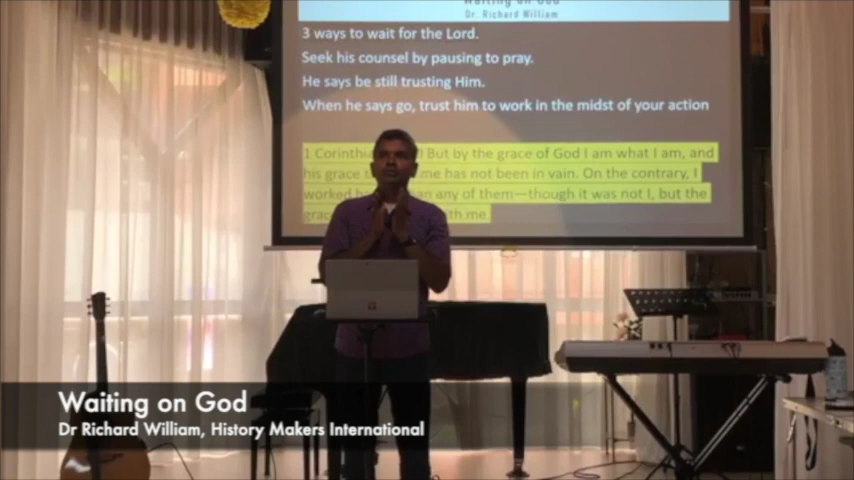 Waiting on God
Dr. Richard William
3 ways to wait for the Lord.
Seek his counsel by pausing to pray.
He says be still trusting Him.
When he says go, trust him to work in the midst of your action
1 Corinthia But by the grace of God I am what I am, and
his grace me has not been in vain. On the contrary, I
worked an any of them—though it was not I, but the
grac th me.
Waiting on God
Dr Richard William, History Makers International